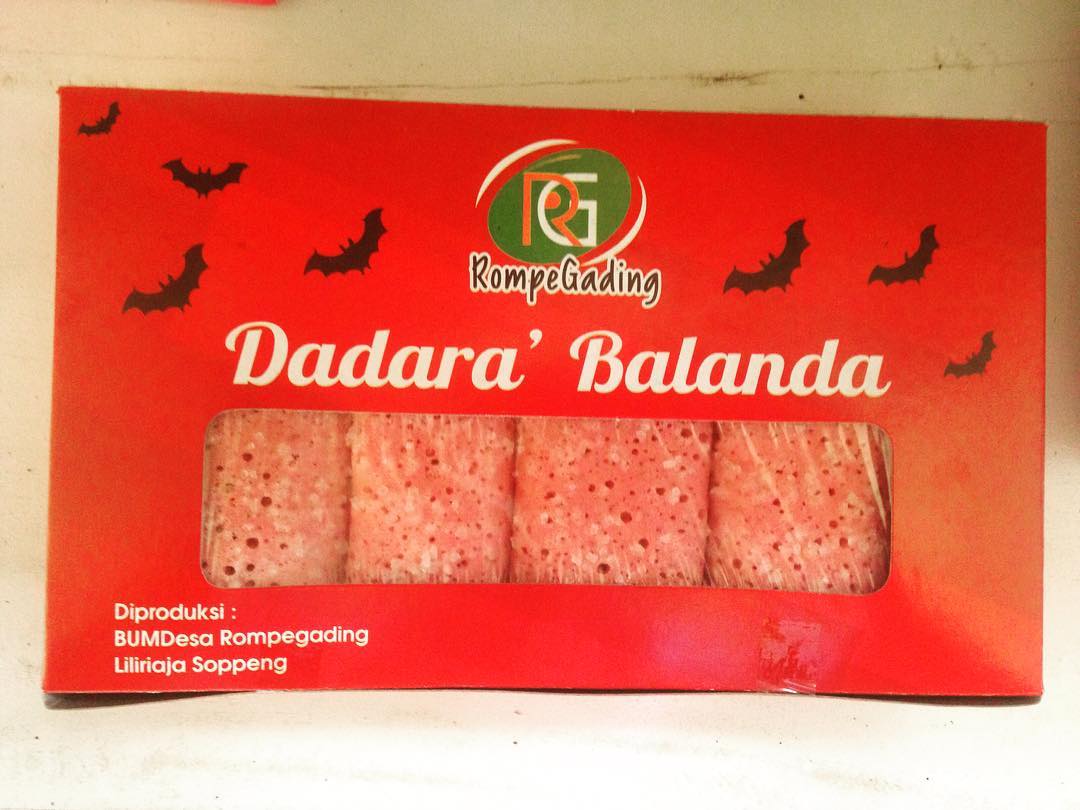 RG
RompeGading
Dadara’ Balanda
Diproduksi :
BUMDesa Rompegading
Liliriaja Soppeng